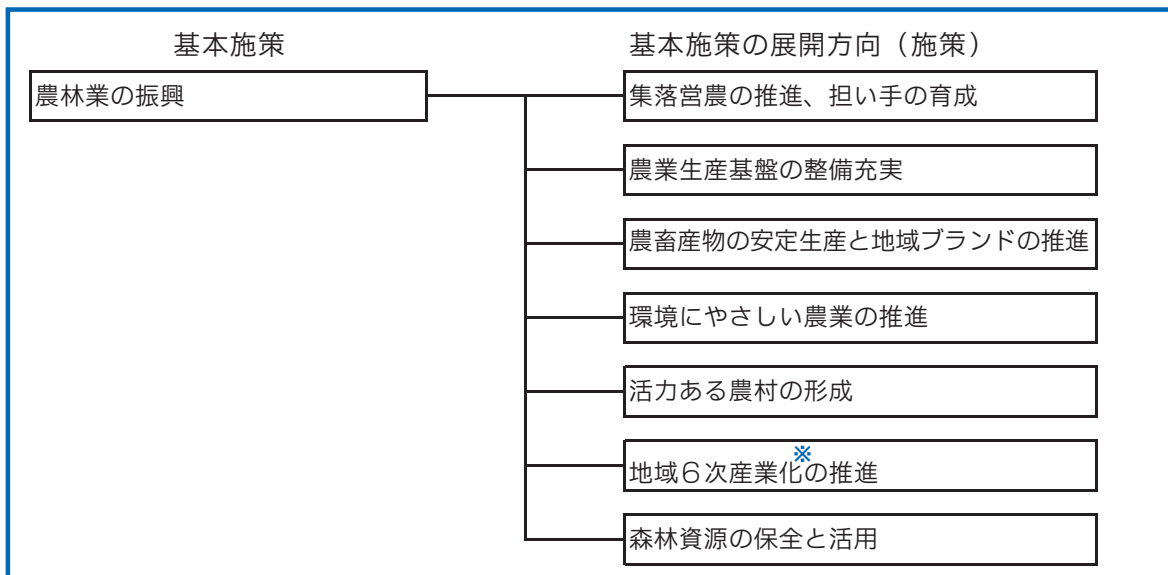 基本施策
基本施策の展開方向（施策）
農林業の振興
集落営農の推進、担い手の育成
農業生産基盤の整備充実
農畜産物の安定生産と地域ブランドの推進
環境にやさしい農業の推進
活力ある農村の形成
地域６次産業化※の推進
森林資源の保全と活用